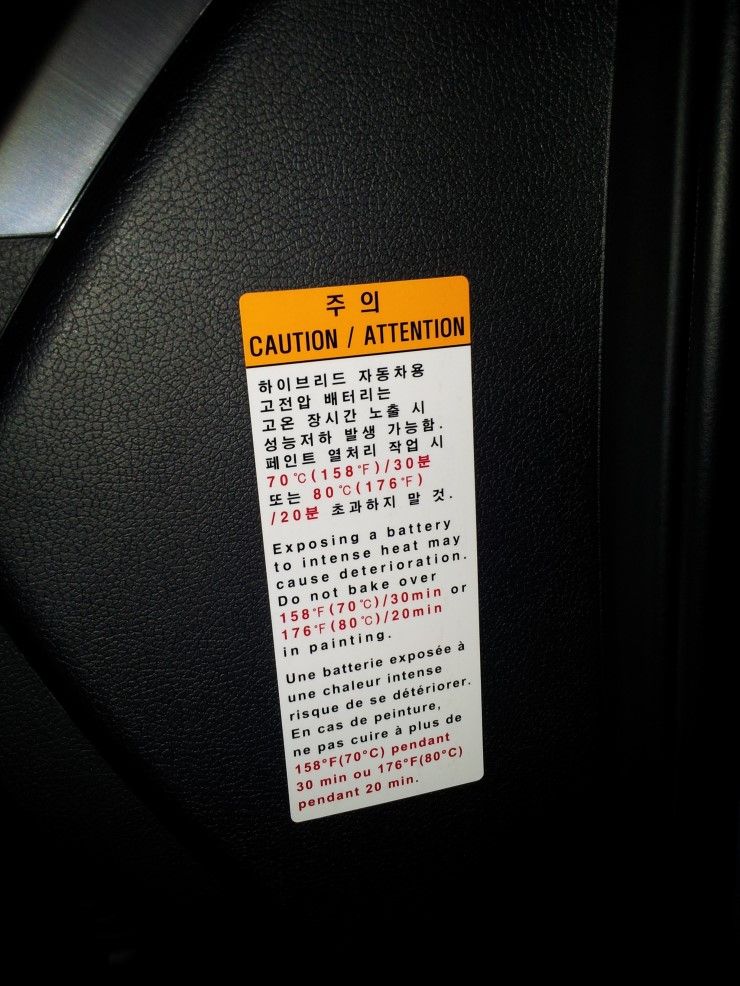 주 의
CAUTION / ATTENTION
하이브리드 자동차용
고전압 배터리는
고온 장시간 노출 시
성능저하 발생 가능함.
페인트 열처리 작업 시
70℃(158℉)/30분
또는 80℃(176℉)
/20분 초과하지 말 것.
Exposing a battery
to intense heat may
cause deterioration.
Do not bake over
158℉(70℃)/30min or
176℉(80℃)/20min
in painting.
Une batterie exposée à
une chaleur intense
risque de se détériorer.
En cas de peinture,
ne pas cuire à plus de
158°F(70°C) pendant
30 min ou 176°F(80°C)
pendant 20 min.